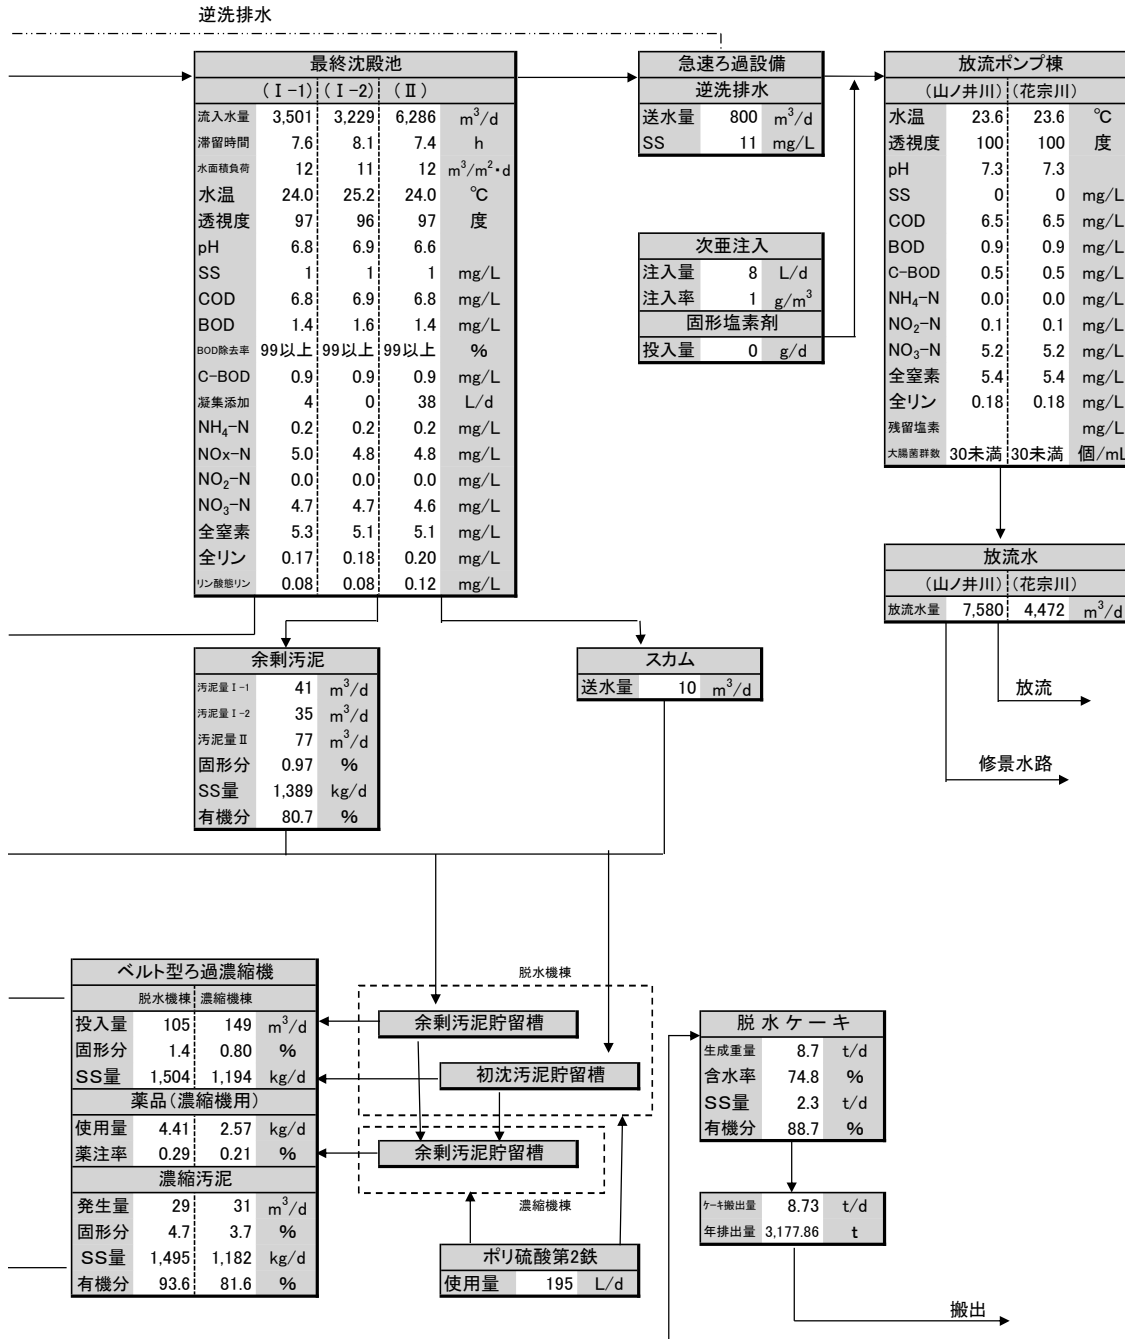 逆洗排水
最終沈殿池
(Ⅰ-1) (Ⅰ-2) (Ⅱ)
流入水量 3,501 3,229 6,286 m³/d
滞留時間 7.6 8.1 7.4 h
水面積負荷 12 11 12 m³/m²・d
水温 24.0 25.2 24.0 ℃
透視度 97 96 97 度
pH 6.8 6.9 6.6
SS 1 1 1 mg/L
COD 6.8 6.9 6.8 mg/L
BOD 1.4 1.6 1.4 mg/L
BOD除去率 99以上 99以上 99以上 %
C-BOD 0.9 0.9 0.9 mg/L
凝集添加 4 0 38 L/d
NH₄-N 0.2 0.2 0.2 mg/L
NOx-N 5.0 4.8 4.8 mg/L
NO₂-N 0.0 0.0 0.0 mg/L
NO₃-N 4.7 4.7 4.6 mg/L
全窒素 5.3 5.1 5.1 mg/L
全リン 0.17 0.18 0.20 mg/L
リン酸態リン 0.08 0.08 0.12 mg/L
急速ろ過設備
逆洗排水
送水量 800 m³/d
SS 11 mg/L
次亜注入
注入量 8 L/d
注入率 1 g/m³
固形塩素剤
投入量 0 g/d
放流ポンプ棟
(山ノ井川) (花宗川)
水温 23.6 23.6 ℃
透視度 100 100 度
pH 7.3 7.3
SS 0 0 mg/L
COD 6.5 6.5 mg/L
BOD 0.9 0.9 mg/L
C-BOD 0.5 0.5 mg/L
NH₄-N 0.0 0.0 mg/L
NO₂-N 0.1 0.1 mg/L
NO₃-N 5.2 5.2 mg/L
全窒素 5.4 5.4 mg/L
全リン 0.18 0.18 mg/L
残留塩素 mg/L
大腸菌群数 30未満 30未満 個/mL
放流水
(山ノ井川) (花宗川)
放流水量 7,580 4,472 m³/d
放流
修景水路
余剰汚泥
汚泥量Ⅰ-1 41 m³/d
汚泥量Ⅰ-2 35 m³/d
汚泥量Ⅱ 77 m³/d
固形分 0.97 %
SS量 1,389 kg/d
有機分 80.7 %
スカム
送水量 10 m³/d
ベルト型ろ過濃縮機
脱水機棟 濃縮機棟
投入量 105 149 m³/d
固形分 1.4 0.80 %
SS量 1,504 1,194 kg/d
薬品(濃縮機用)
使用量 4.41 2.57 kg/d
薬注率 0.29 0.21 %
濃縮汚泥
発生量 29 31 m³/d
固形分 4.7 3.7 %
SS量 1,495 1,182 kg/d
有機分 93.6 81.6 %
脱水機棟
余剰汚泥貯留槽
初沈汚泥貯留槽
余剰汚泥貯留槽
濃縮機棟
ポリ硫酸第2鉄
使用量 195 L/d
脱水ケーキ
生成重量 8.7 t/d
含水率 74.8 %
SS量 2.3 t/d
有機分 88.7 %
ケーキ搬出量 8.73 t/d
年排出量 3,177.86 t
搬出